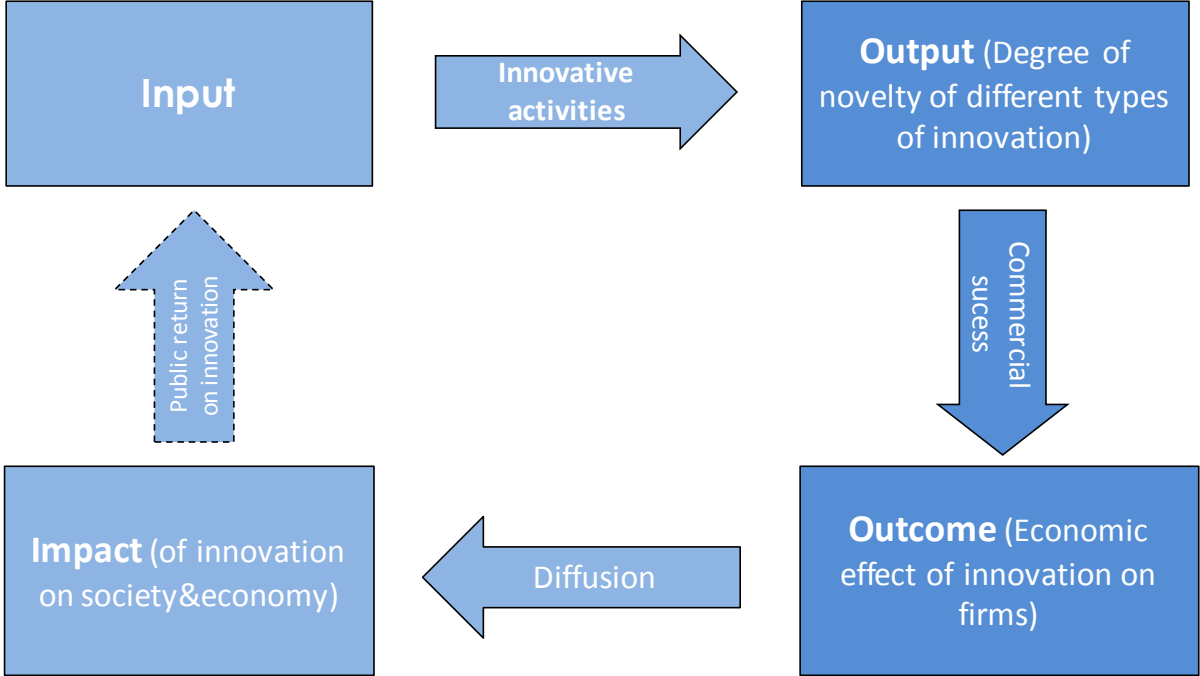 Input
Innovative
activities
Output (Degree of
novelty of different types
of innovation)
Commercial
sucess
Outcome (Economic
effect of innovation on
firms)
Diffusion
Impact (of innovation
on society&economy)
Public return
on innovation